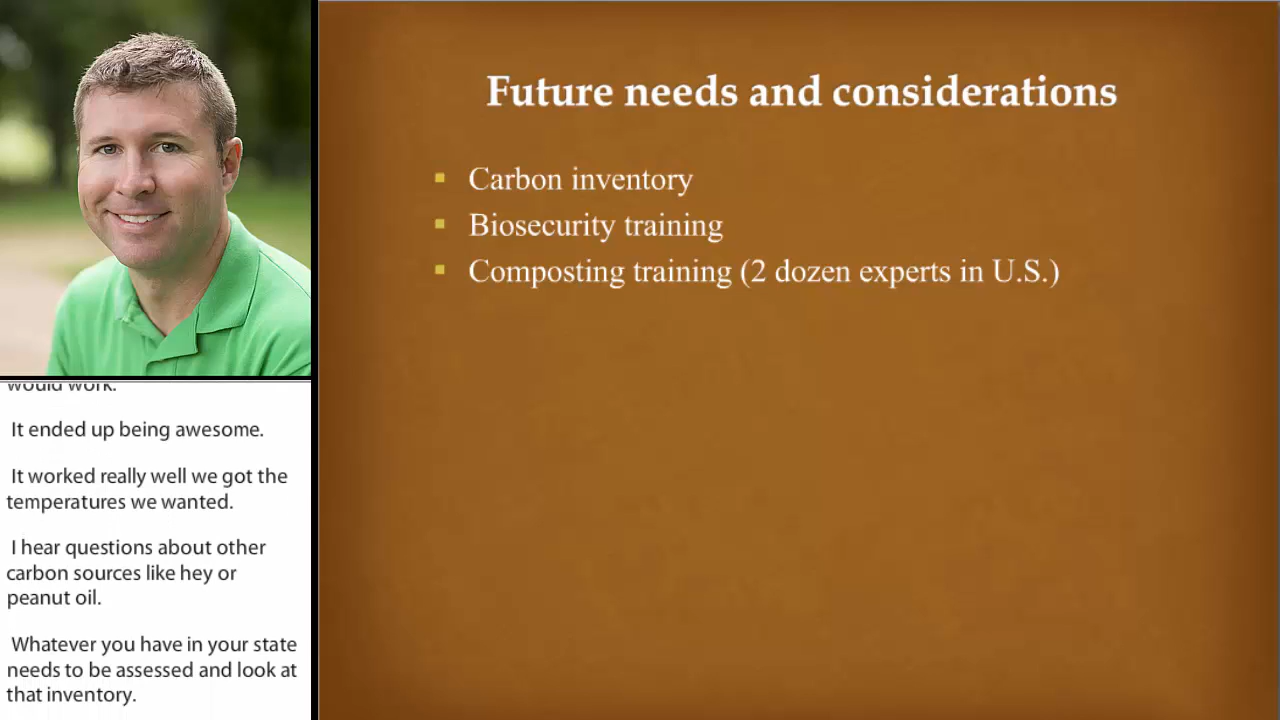 Future needs and considerations
▪ Carbon inventory
▪ Biosecurity training
▪ Composting training (2 dozen experts in U.S.)
would work.
It ended up being awesome.
It worked really well we got the
temperatures we wanted.
I hear questions about other
carbon sources like hey or
peanut oil.
Whatever you have in your state
needs to be assessed and look at
that inventory.